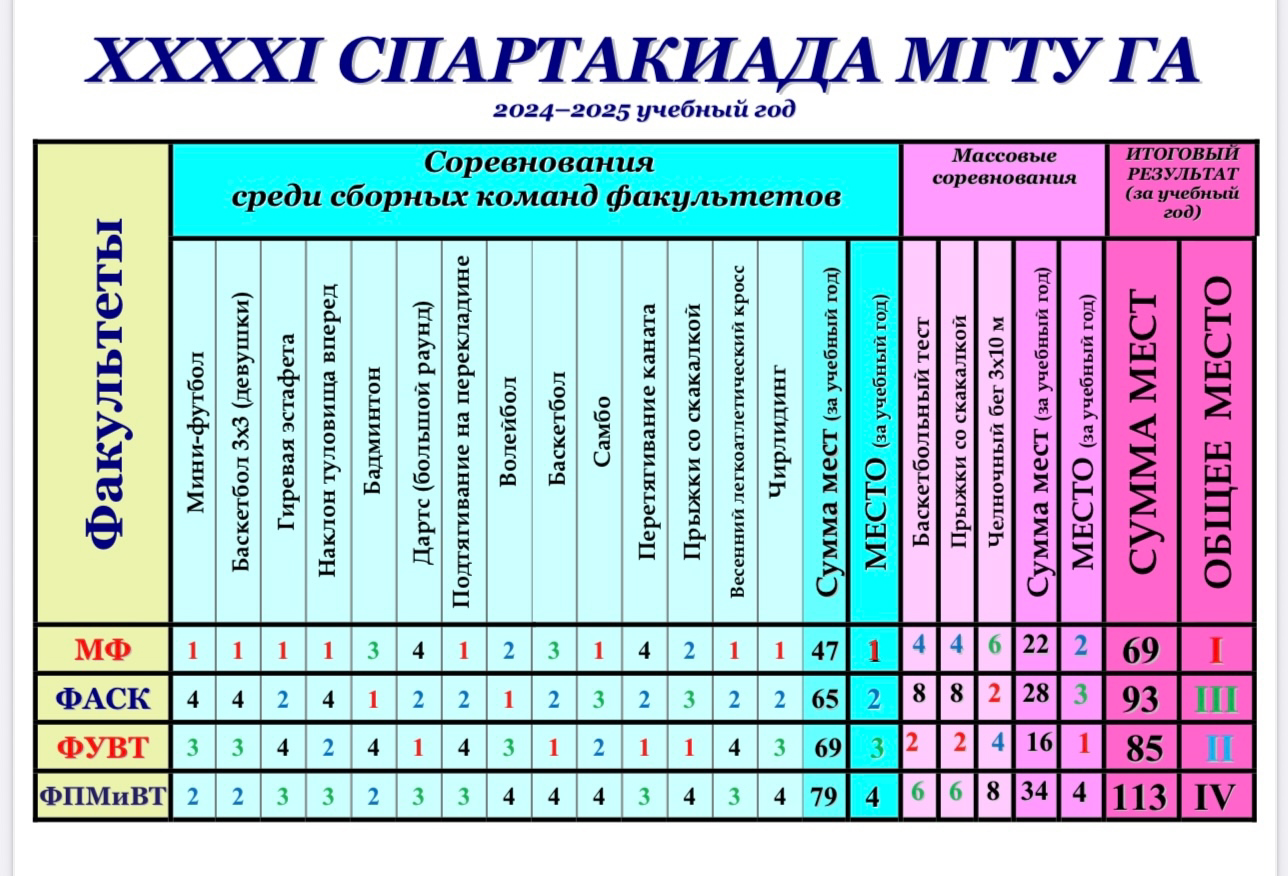 XXXXI СПАРТАКИАДА МГТУ ГА
2024–2025 учебный год
Факультеты
Соревнования
среди сборных команд факультетов
Массовые
соревнования
ИТОГОВЫЙ
РЕЗУЛЬТАТ
(за учебный
год)
Мини-футбол
Баскетбол 3х3 (девушки)
Гиревая эстафета
Наклон туловища вперед
Бадминтон
Дартс (большой раунд)
Подтягивание на перекладине
Волейбол
Баскетбол
Самбо
Перетягивание каната
Прыжки со скакалкой
Весенний легкоатлетический кросс
Чирлидинг
Сумма мест (за учебный год)
МЕСТО (за учебный год)
Баскетбольный тест
Прыжки со скакалкой
Челночный бег 3х10 м
Сумма мест (за учебный год)
МЕСТО (за учебный год)
СУММА МЕСТ
ОБЩЕЕ МЕСТО
МФ 1 1 1 1 3 4 1 2 3 1 4 2 1 1 47 1 4 4 6 22 2 69 I
ФАСК 4 4 2 4 1 2 2 1 2 3 2 3 2 2 65 2 8 8 2 28 3 93 III
ФУВТ 3 3 4 2 4 1 4 3 1 2 1 1 4 3 69 3 2 2 4 16 1 85 II
ФПМиВТ 2 2 3 3 2 3 3 4 4 4 3 4 3 4 79 4 6 6 8 34 4 113 IV